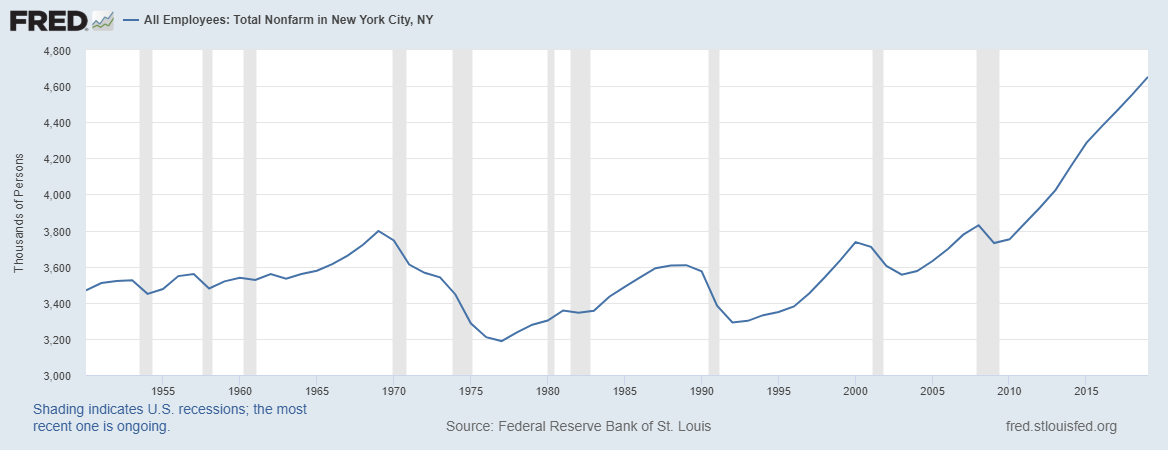 FRED
All Employees: Total Nonfarm in New York City, NY
4,800
4,600
4,400
4,200
4,000
3,800
3,600
3,400
3,200
3,000
Thousands of Persons
1955 1960 1965 1970 1975 1980 1985 1990 1995 2000 2005 2010 2015
Shading indicates U.S. recessions; the most
recent one is ongoing.
Source: Federal Reserve Bank of St. Louis
fred.stlouisfed.org